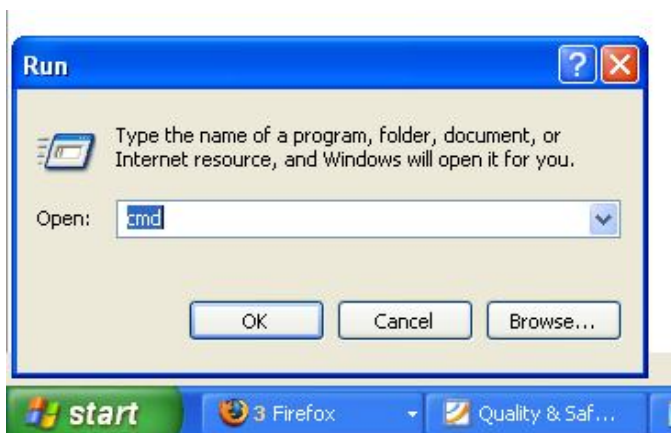 Run
Type the name of a program, folder, document, or
Internet resource, and Windows will open it for you.
Open: cmd
OK Cancel Browse...
start 3 Firefox Quality & Saf...